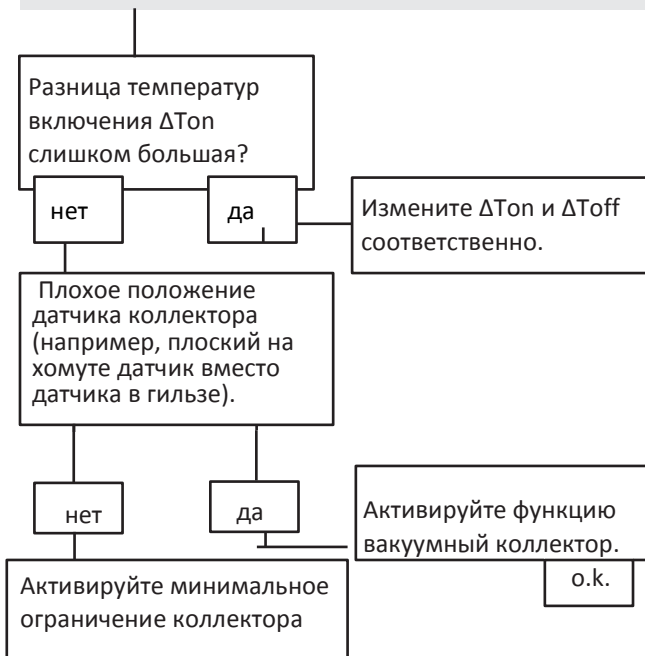 Разница температур
включения ΔTon
слишком большая?
нет
да
Измените ΔTon и ΔToff
соответственно.
Плохое положение
датчика коллектора
(например, плоский на
хомуте датчик вместо
датчика в гильзе).
нет
да
Активируйте функцию
вакуумный коллектор.
o.k.
Активируйте минимальное
ограничение коллектора